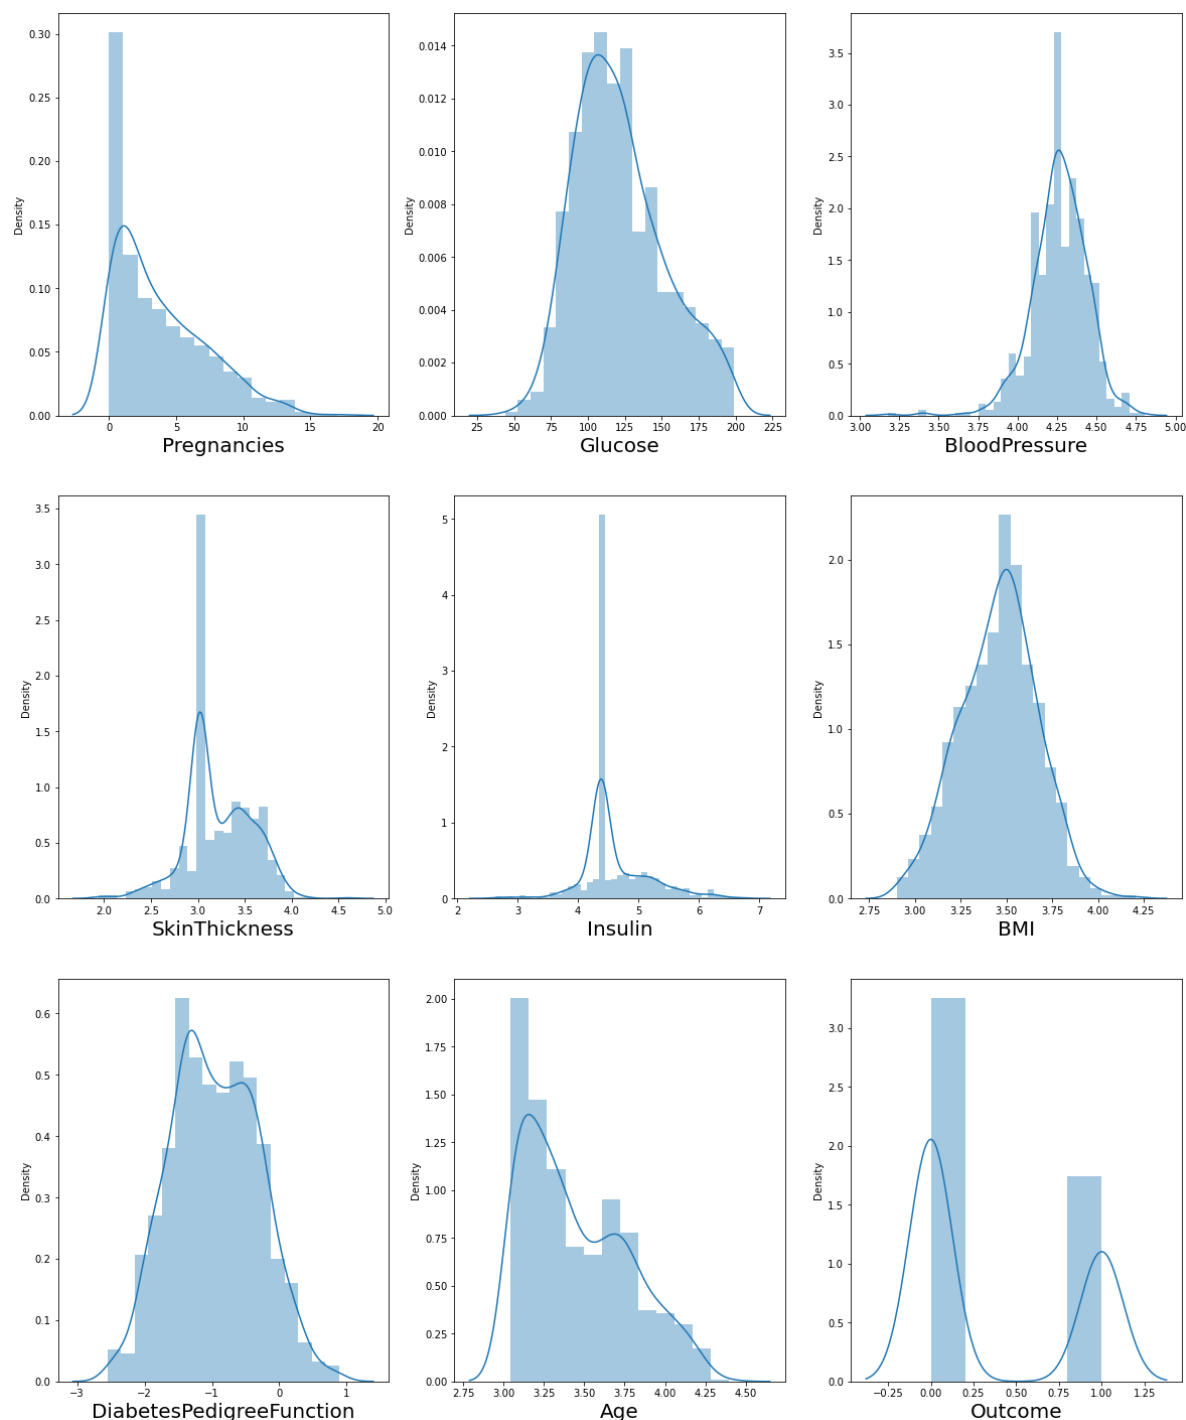 0.30
0.25
0.20
0.15
0.10
0.05
0.00
Density
0 5 10 15 20
Pregnancies
0.014
0.012
0.010
0.008
0.006
0.004
0.002
0.000
Density
25 50 75 100 125 150 175 200 225
Glucose
3.5
3.0
2.5
2.0
1.5
1.0
0.5
0.0
Density
3.00 3.25 3.50 3.75 4.00 4.25 4.50 4.75 5.00
BloodPressure
3.5
3.0
2.5
2.0
1.5
1.0
0.5
0.0
Density
2.0 2.5 3.0 3.5 4.0 4.5 5.0
SkinThickness
5
4
3
2
1
0
Density
2 3 4 5 6 7
Insulin
2.0
1.5
1.0
0.5
0.0
Density
2.75 3.00 3.25 3.50 3.75 4.00 4.25
BMI
0.6
0.5
0.4
0.3
0.2
0.1
0.0
Density
−3 −2 −1 0 1
DiabetesPedigreeFunction
2.00
1.75
1.50
1.25
1.00
0.75
0.50
0.25
0.00
Density
2.75 3.00 3.25 3.50 3.75 4.00 4.25 4.50
Age
3.0
2.5
2.0
1.5
1.0
0.5
0.0
Density
−0.25 0.00 0.25 0.50 0.75 1.00 1.25
Outcome